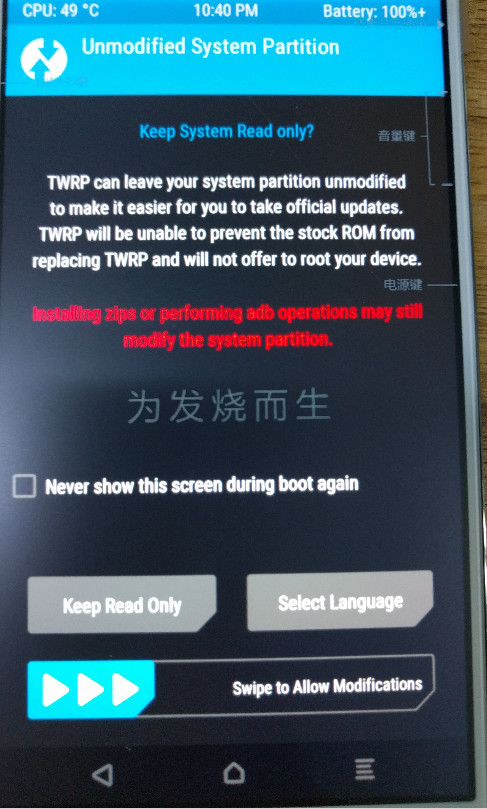 CPU: 49 °C 10:40 PM Battery: 100%+
Unmodified System Partition
Keep System Read only?
音量键
TWRP can leave your system partition unmodified
to make it easier for you to take official updates.
TWRP will be unable to prevent the stock ROM from
replacing TWRP and will not offer to root your device.
电源键
Installing zips or performing adb operations may still
modify the system partition.
为发烧而生
Never show this screen during boot again
Keep Read Only
Select Language
Swipe to Allow Modifications